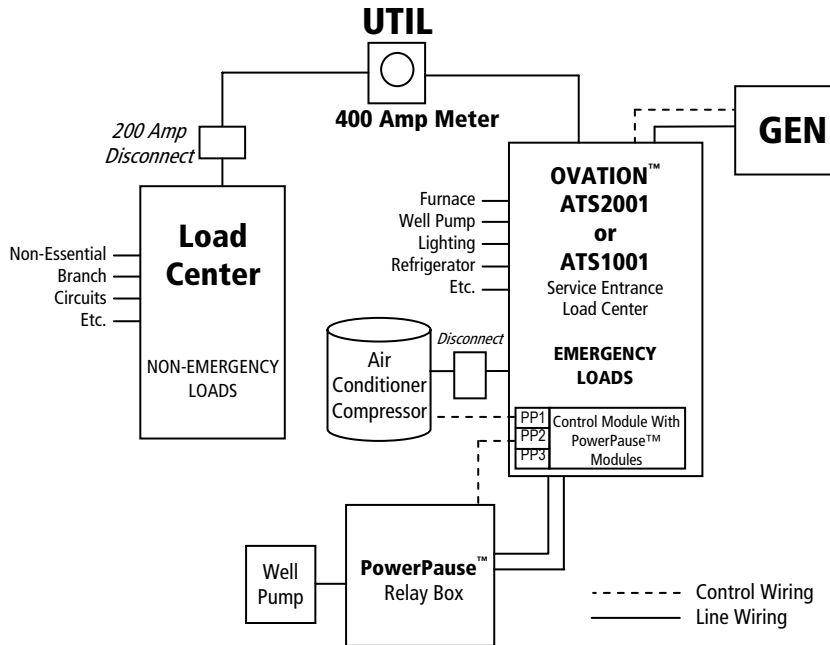 UTIL
400 Amp Meter
200 Amp
Disconnect
GEN
Load
Center
NON-EMERGENCY
LOADS
Non-Essential
Branch
Circuits
Etc.
OVATION™
ATS2001
or
ATS1001
Service Entrance
Load Center
EMERGENCY
LOADS
Furnace
Well Pump
Lighting
Refrigerator
Etc.
Disconnect
Air
Conditioner
Compressor
PP1
PP2
PP3
Control Module With
PowerPause™
Modules
Well
Pump
PowerPause™
Relay Box
Control Wiring
Line Wiring